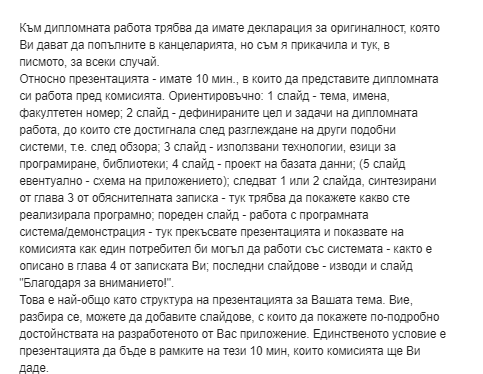 Към дипломната работа трябва да имате декларация за оригиналност, която
Ви дават да попълните в канцеларията, но съм я прикачила и тук, в
писмото, за всеки случай.
Относно презентацията - имате 10 мин., в които да представите дипломната
си работа пред комисията. Ориентировъчно: 1 слайд - тема, имена,
факултетен номер; 2 слайд - дефинираните цел и задачи на дипломната
работа, до които сте достигнала след разглеждане на други подобни
системи, т.е. след обзора; 3 слайд - използвани технологии, езици за
програмиране, библиотеки; 4 слайд - проект на базата данни; (5 слайд
евентуално - схема на приложението); следват 1 или 2 слайда, синтезирани
от глава 3 от обяснителната записка - тук трябва да покажете какво сте
реализирала програмно; пореден слайд - работа с програмната
система/демонстрация - тук прекъсвате презентацията и показвате на
комисията как един потребител би могъл да работи със системата - както е
описано в глава 4 от записката Ви; последни слайдове - изводи и слайд
"Благодаря за вниманието!".
Това е най-общо като структура на презентацията за Вашата тема. Вие,
разбира се, можете да добавите слайдове, с които да покажете по-подробно
достойнствата на разработеното от Вас приложение. Единственото условие е
презентацията да бъде в рамките на тези 10 мин, които комисията ще Ви
даде.